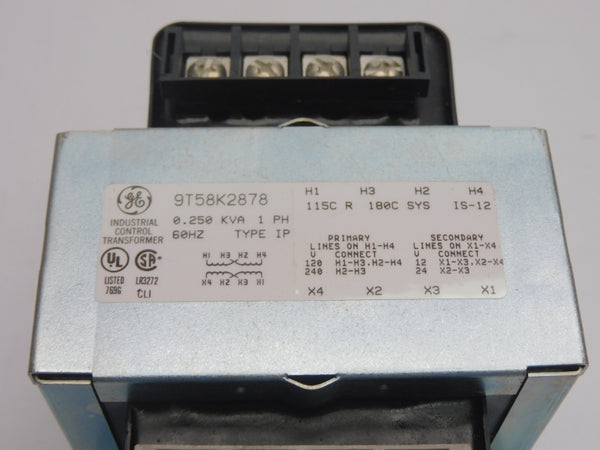 GE
INDUSTRIAL
CONTROL
TRANSFORMER
9T58K2878
0.250 KVA 1 PH
60HZ TYPE IP
UL
LISTED
769G
SA
LR3272
CLI
H1 H3 H2 H4
X4 X2 X3 X1
H1 H3 H2 H4
115C R 180C SYS IS-12
PRIMARY
LINES ON H1-H4
V CONNECT
120 H1-H3.H2-H4
240 H2-H3
SECONDARY
LINES ON X1-X4
V CONNECT
12 X1-X3.X2-X4
24 X2-X3
X4 X2 X3 X1